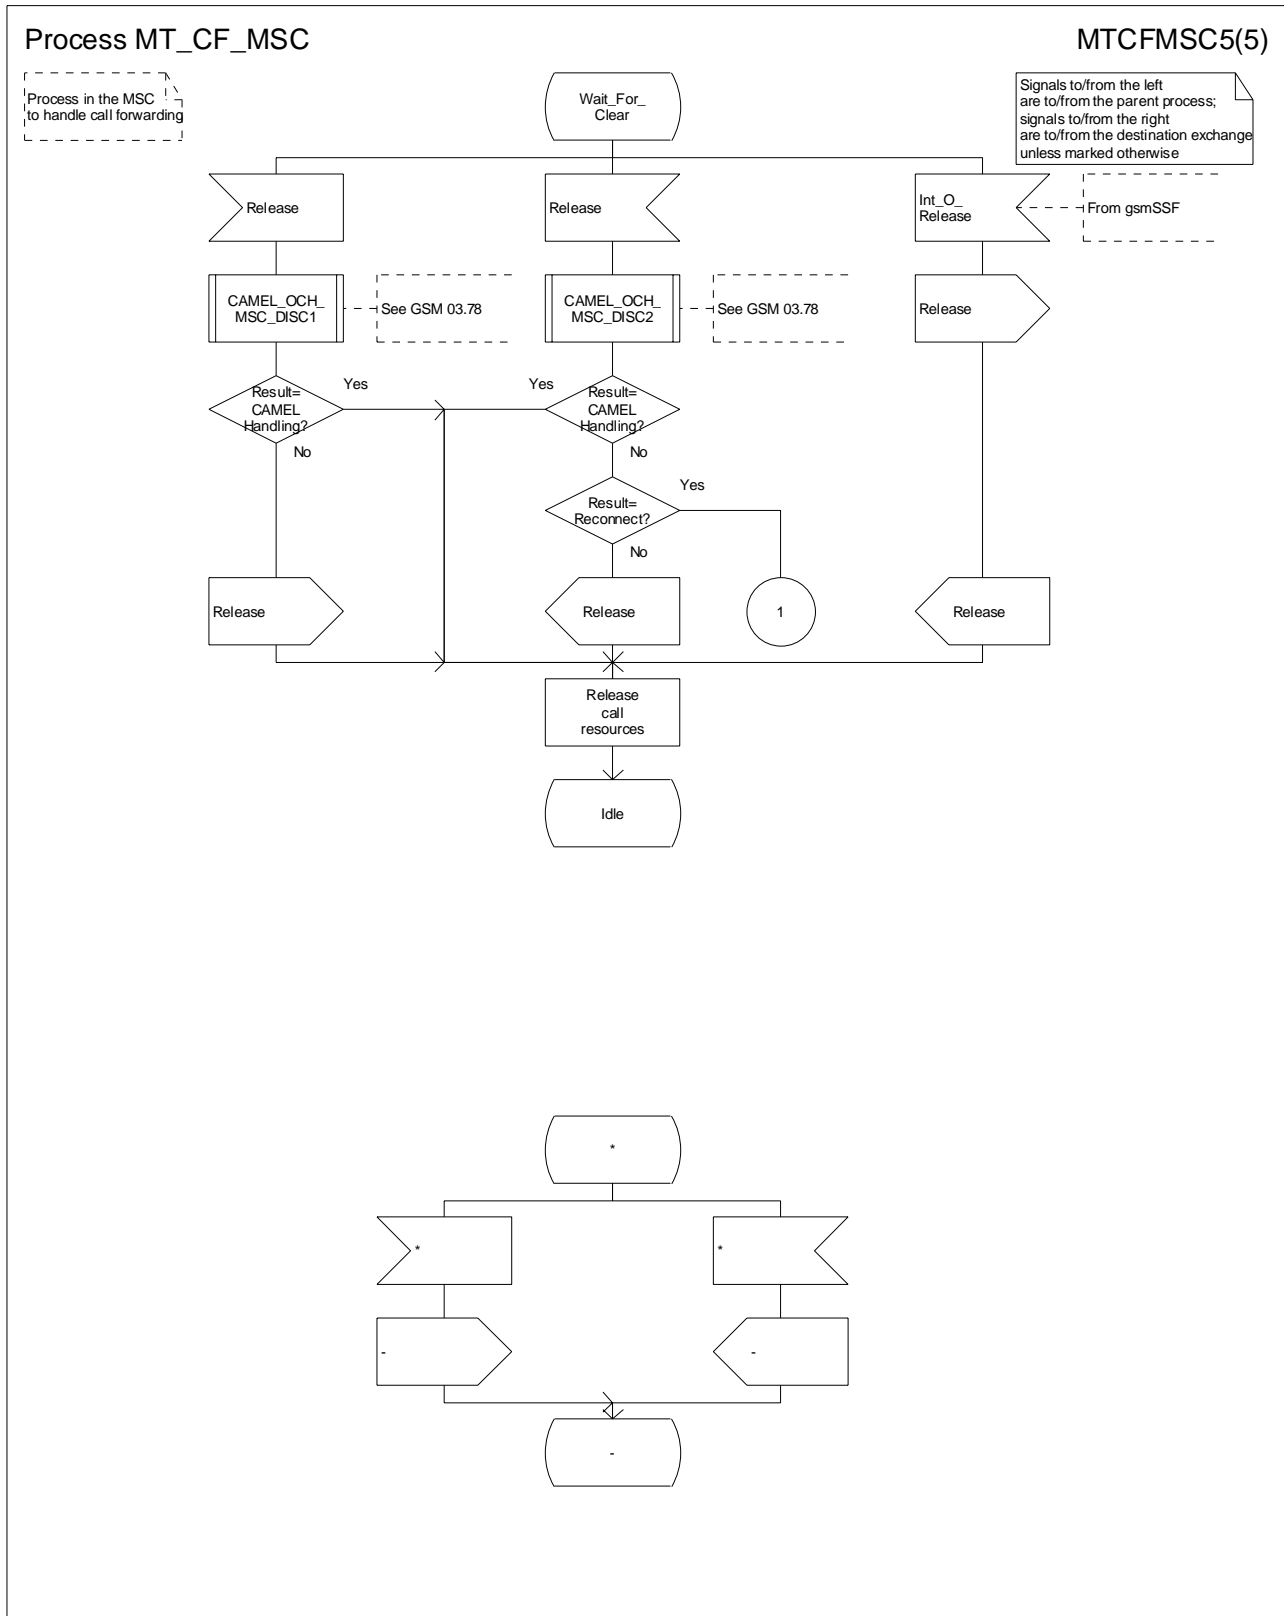 Process MT_CF_MSC
MTCFMSC5(5)
Process in the MSC
to handle call forwarding
Signals to/from the left
are to/from the parent process;
signals to/from the right
are to/from the destination exchange
unless marked otherwise
Wait_For_
Clear
Release
Release
Int_O_
Release
From gsmSSF
CAMEL_OCH_
MSC_DISC1
See GSM 03.78
CAMEL_OCH_
MSC_DISC2
See GSM 03.78
Release
Result=
CAMEL
Handling?
Yes
No
Yes
Result=
CAMEL
Handling?
No
Result=
Reconnect?
Yes
No
Release
Release
1
Release
Release
call
resources
Idle
*
*
*
-
-
-